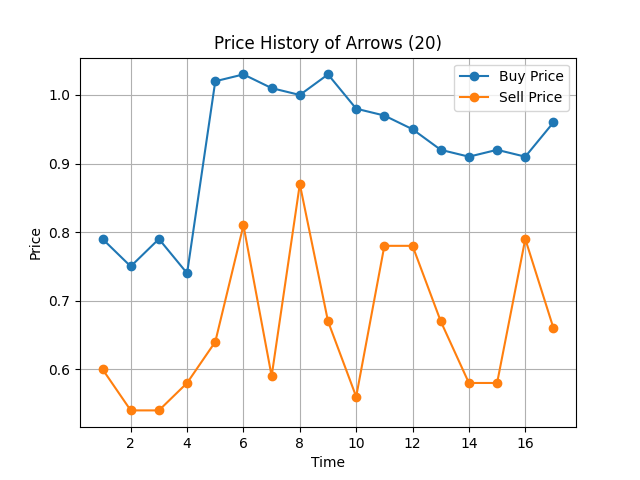 Price History of Arrows (20)
Buy Price
Sell Price
1.0
0.9
0.8
0.7
0.6
Price
2 4 6 8 10 12 14 16
Time